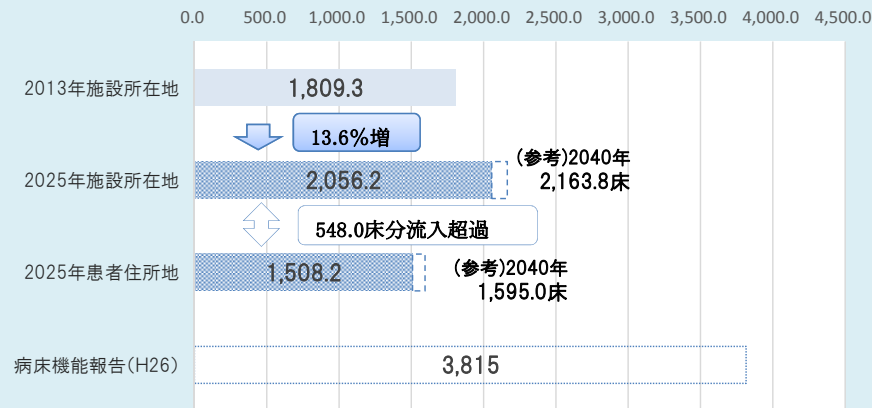 0.0 500.0 1,000.0 1,500.0 2,000.0 2,500.0 3,000.0 3,500.0 4,000.0 4,500.0
2013年施設所在地
1,809.3
13.6%増
2025年施設所在地
2,056.2
(参考)2040年
2,163.8床
548.0床分流入超過
2025年患者住所地
1,508.2
(参考)2040年
1,595.0床
病床機能報告(H26)
3,815